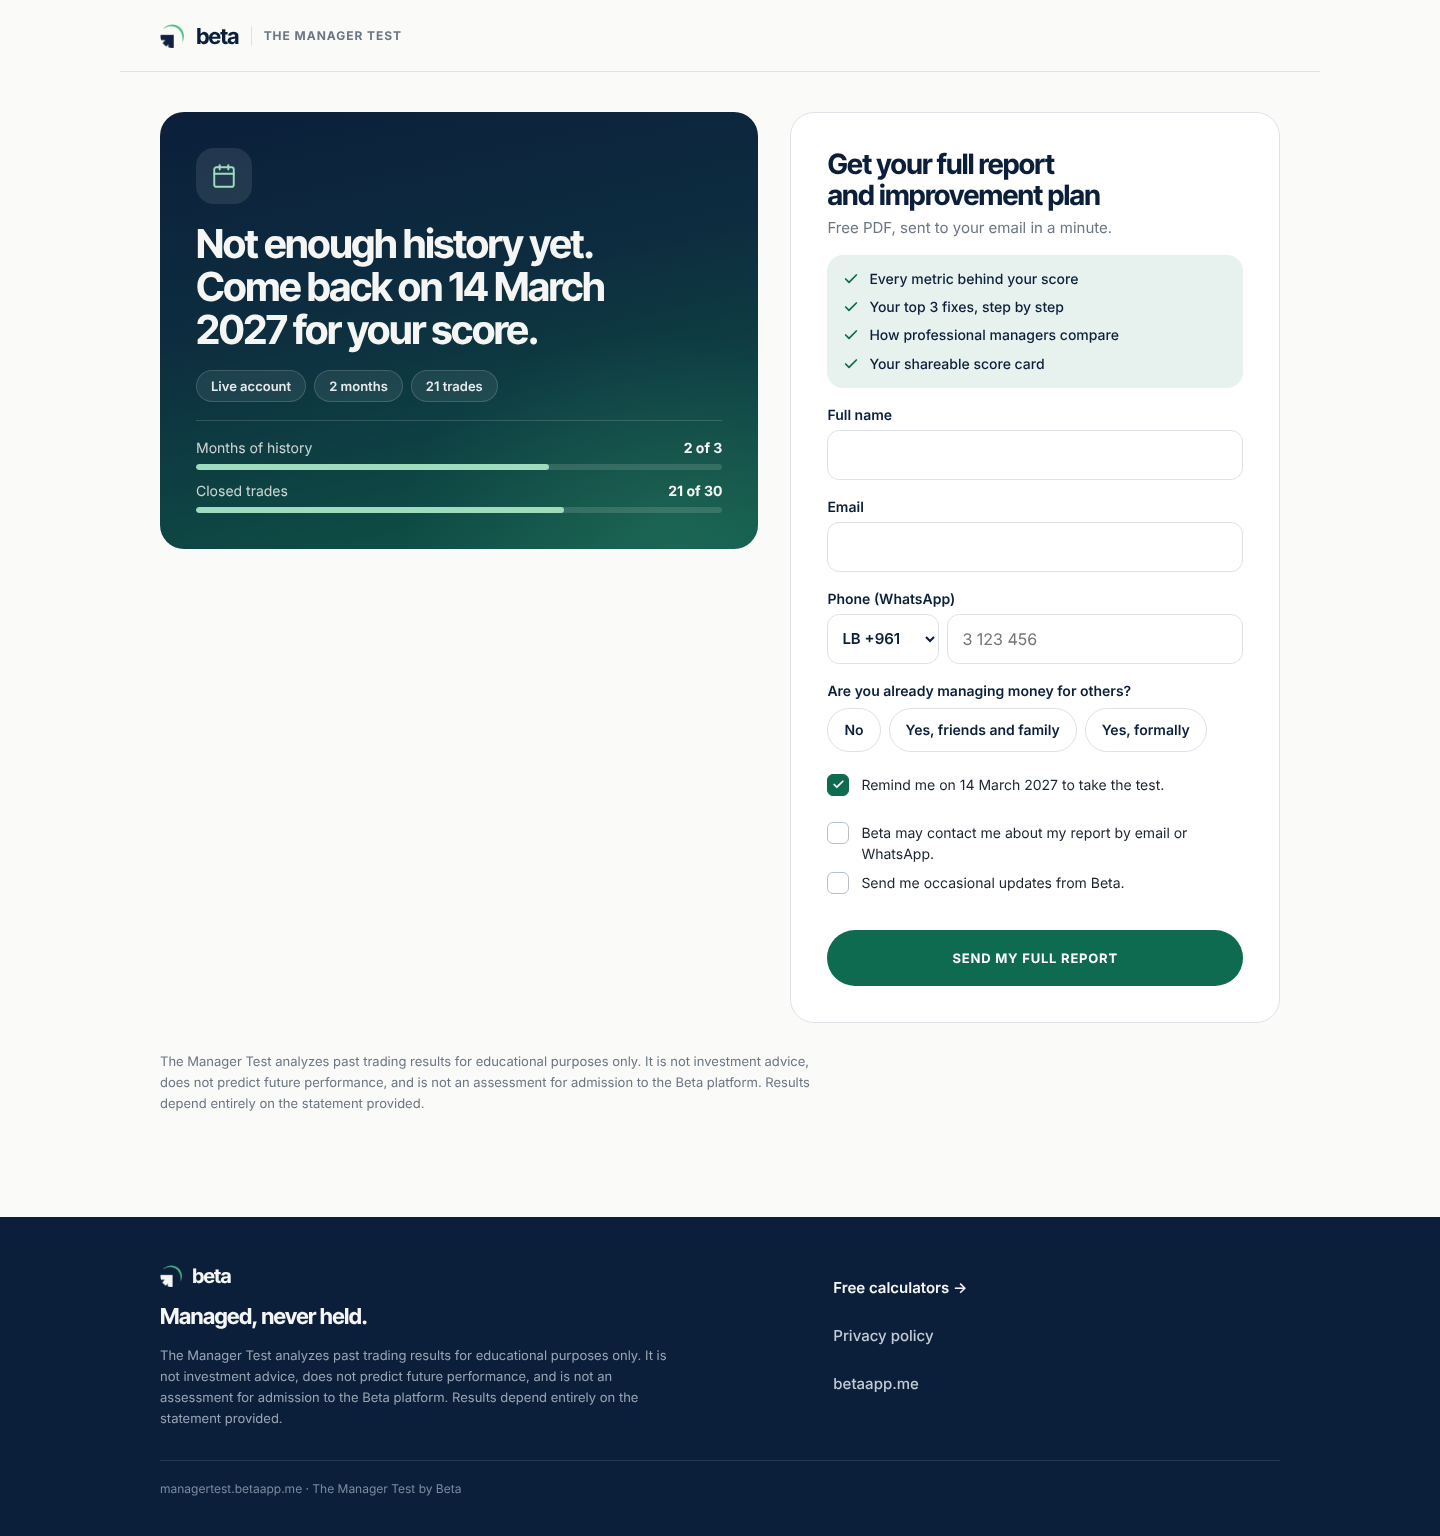 beta
THE MANAGER TEST
Not enough history yet.
Come back on 14 March
2027 for your score.
Live account
2 months
21 trades
Months of history
2 of 3
Closed trades
21 of 30
Get your full report
and improvement plan
Free PDF, sent to your email in a minute.
Every metric behind your score
Your top 3 fixes, step by step
How professional managers compare
Your shareable score card
Full name
Email
Phone (WhatsApp)
LB +961
3 123 456
Are you already managing money for others?
No
Yes, friends and family
Yes, formally
Remind me on 14 March 2027 to take the test.
Beta may contact me about my report by email or
WhatsApp.
Send me occasional updates from Beta.
SEND MY FULL REPORT
The Manager Test analyzes past trading results for educational purposes only. It is not investment advice,
does not predict future performance, and is not an assessment for admission to the Beta platform. Results
depend entirely on the statement provided.
beta
Managed, never held.
The Manager Test analyzes past trading results for educational purposes only. It is
not investment advice, does not predict future performance, and is not an
assessment for admission to the Beta platform. Results depend entirely on the
statement provided.
Free calculators →
Privacy policy
betaapp.me
managertest.betaapp.me · The Manager Test by Beta